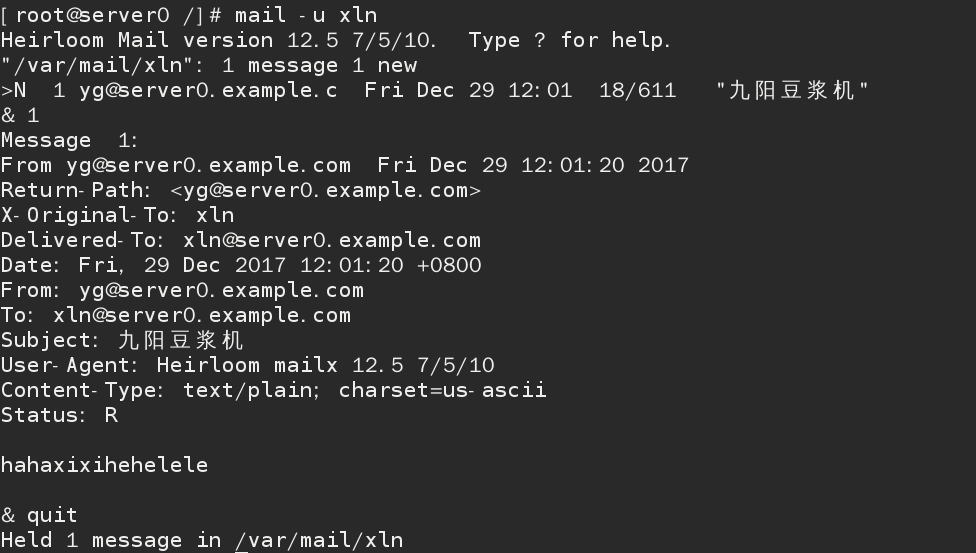 [root@server0 /]# mail -u xln
Heirloom Mail version 12.5 7/5/10.  Type ? for help.
"/var/mail/xln": 1 message 1 new
>N  1 yg@server0.example.c  Fri Dec 29 12:01  18/611   "九阳豆浆机"
& 1
Message  1:
From yg@server0.example.com  Fri Dec 29 12:01:20 2017
Return-Path: <yg@server0.example.com>
X-Original-To: xln
Delivered-To: xln@server0.example.com
Date: Fri, 29 Dec 2017 12:01:20 +0800
From: yg@server0.example.com
To: xln@server0.example.com
Subject: 九阳豆浆机
User-Agent: Heirloom mailx 12.5 7/5/10
Content-Type: text/plain; charset=us-ascii
Status: R

hahaxixihehelele

& quit
Held 1 message in /var/mail/xln